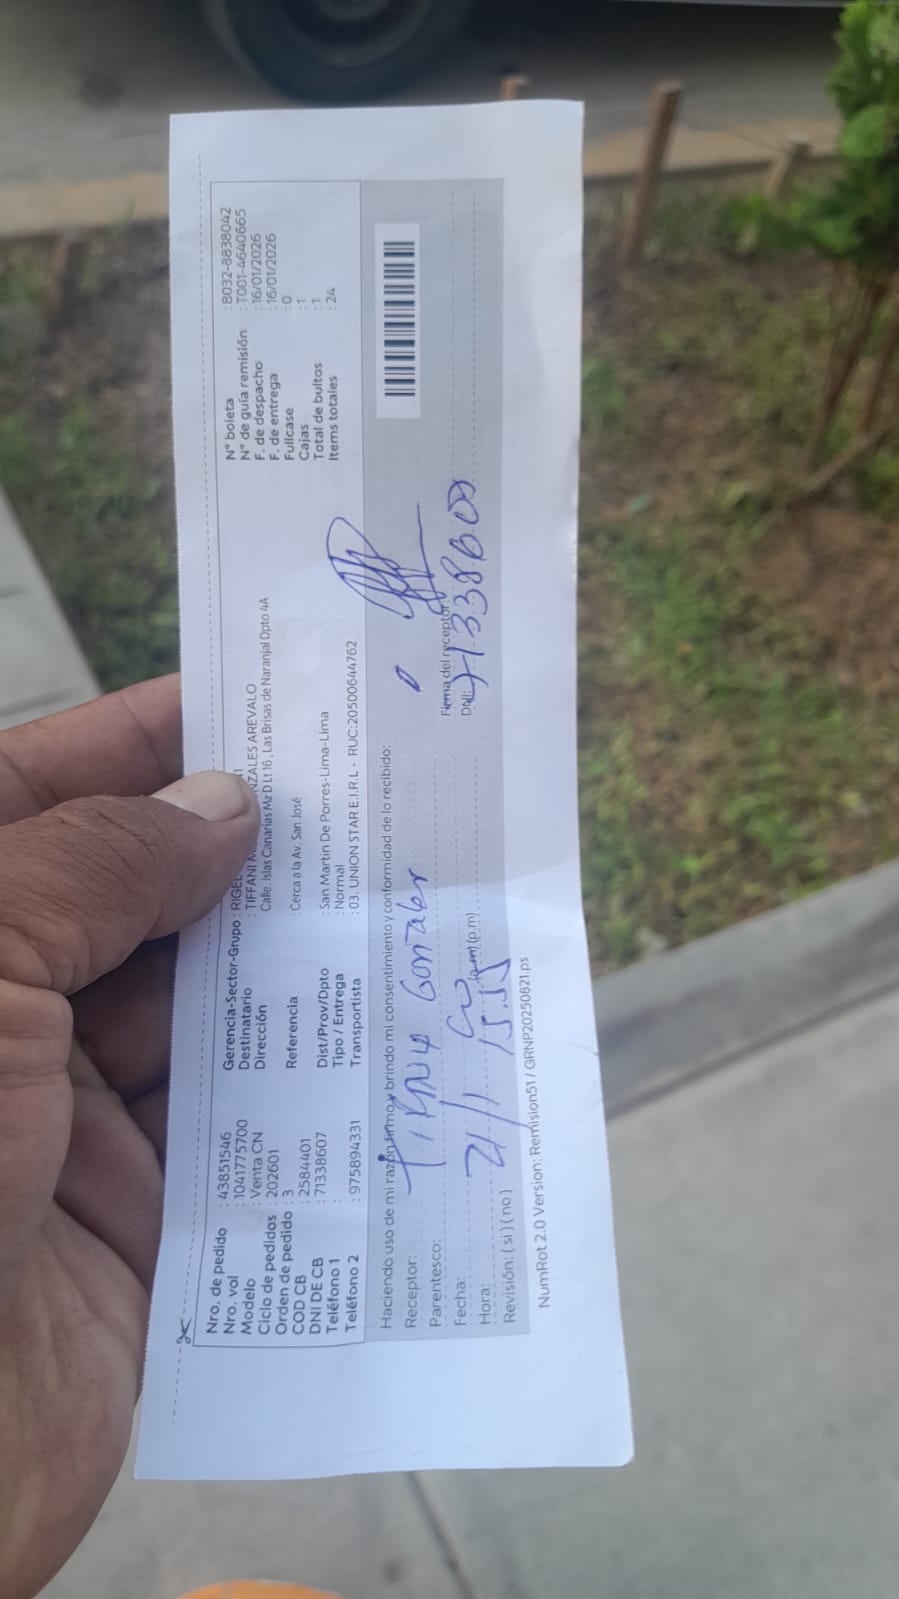 Nro. de pedido : 43851546
Nro. vol : 1041775700
Modelo : Venta CN
Ciclo de pedidos : 202601
Orden de pedido : 3
COD CB : 2584401
DNI DE CB : 71338607
Teléfono 1 :
Teléfono 2 : 975894331
Gerencia-Sector-Grupo : RIGEL
Destinatario : TIFFANI AREVALO
Dirección Calle. Islas Canarias Mz D Lt 16 , Las Brisas de Naranjal Dpto 4A
Referencia : Cerca a la Av. San José
Dist/Prov/Dpto : San Martin De Porres-Lima-Lima
Tipo / Entrega : Normal
Transportista : 03. UNION STAR E.I.R.L - RUC:20500644762
N° boleta : B032-8838042
N° de guía remisión : T001-4640665
F. de despacho : 16/01/2026
F. de entrega : 16/01/2026
Fullcase : 0
Cajas : 1
Total de bultos : 1
Items totales : 24
Haciendo uso de mi razón firmo y brindo mi consentimiento y conformidad de lo recibido:
Receptor:
Parentesco:
Firma del receptor:
Fecha: 21/1
DNI:
Hora: (a.m) (p.m)
Revisión: ( si ) ( no )
NumRot 2.0 Version: Remision51 / GRNP20250821.ps